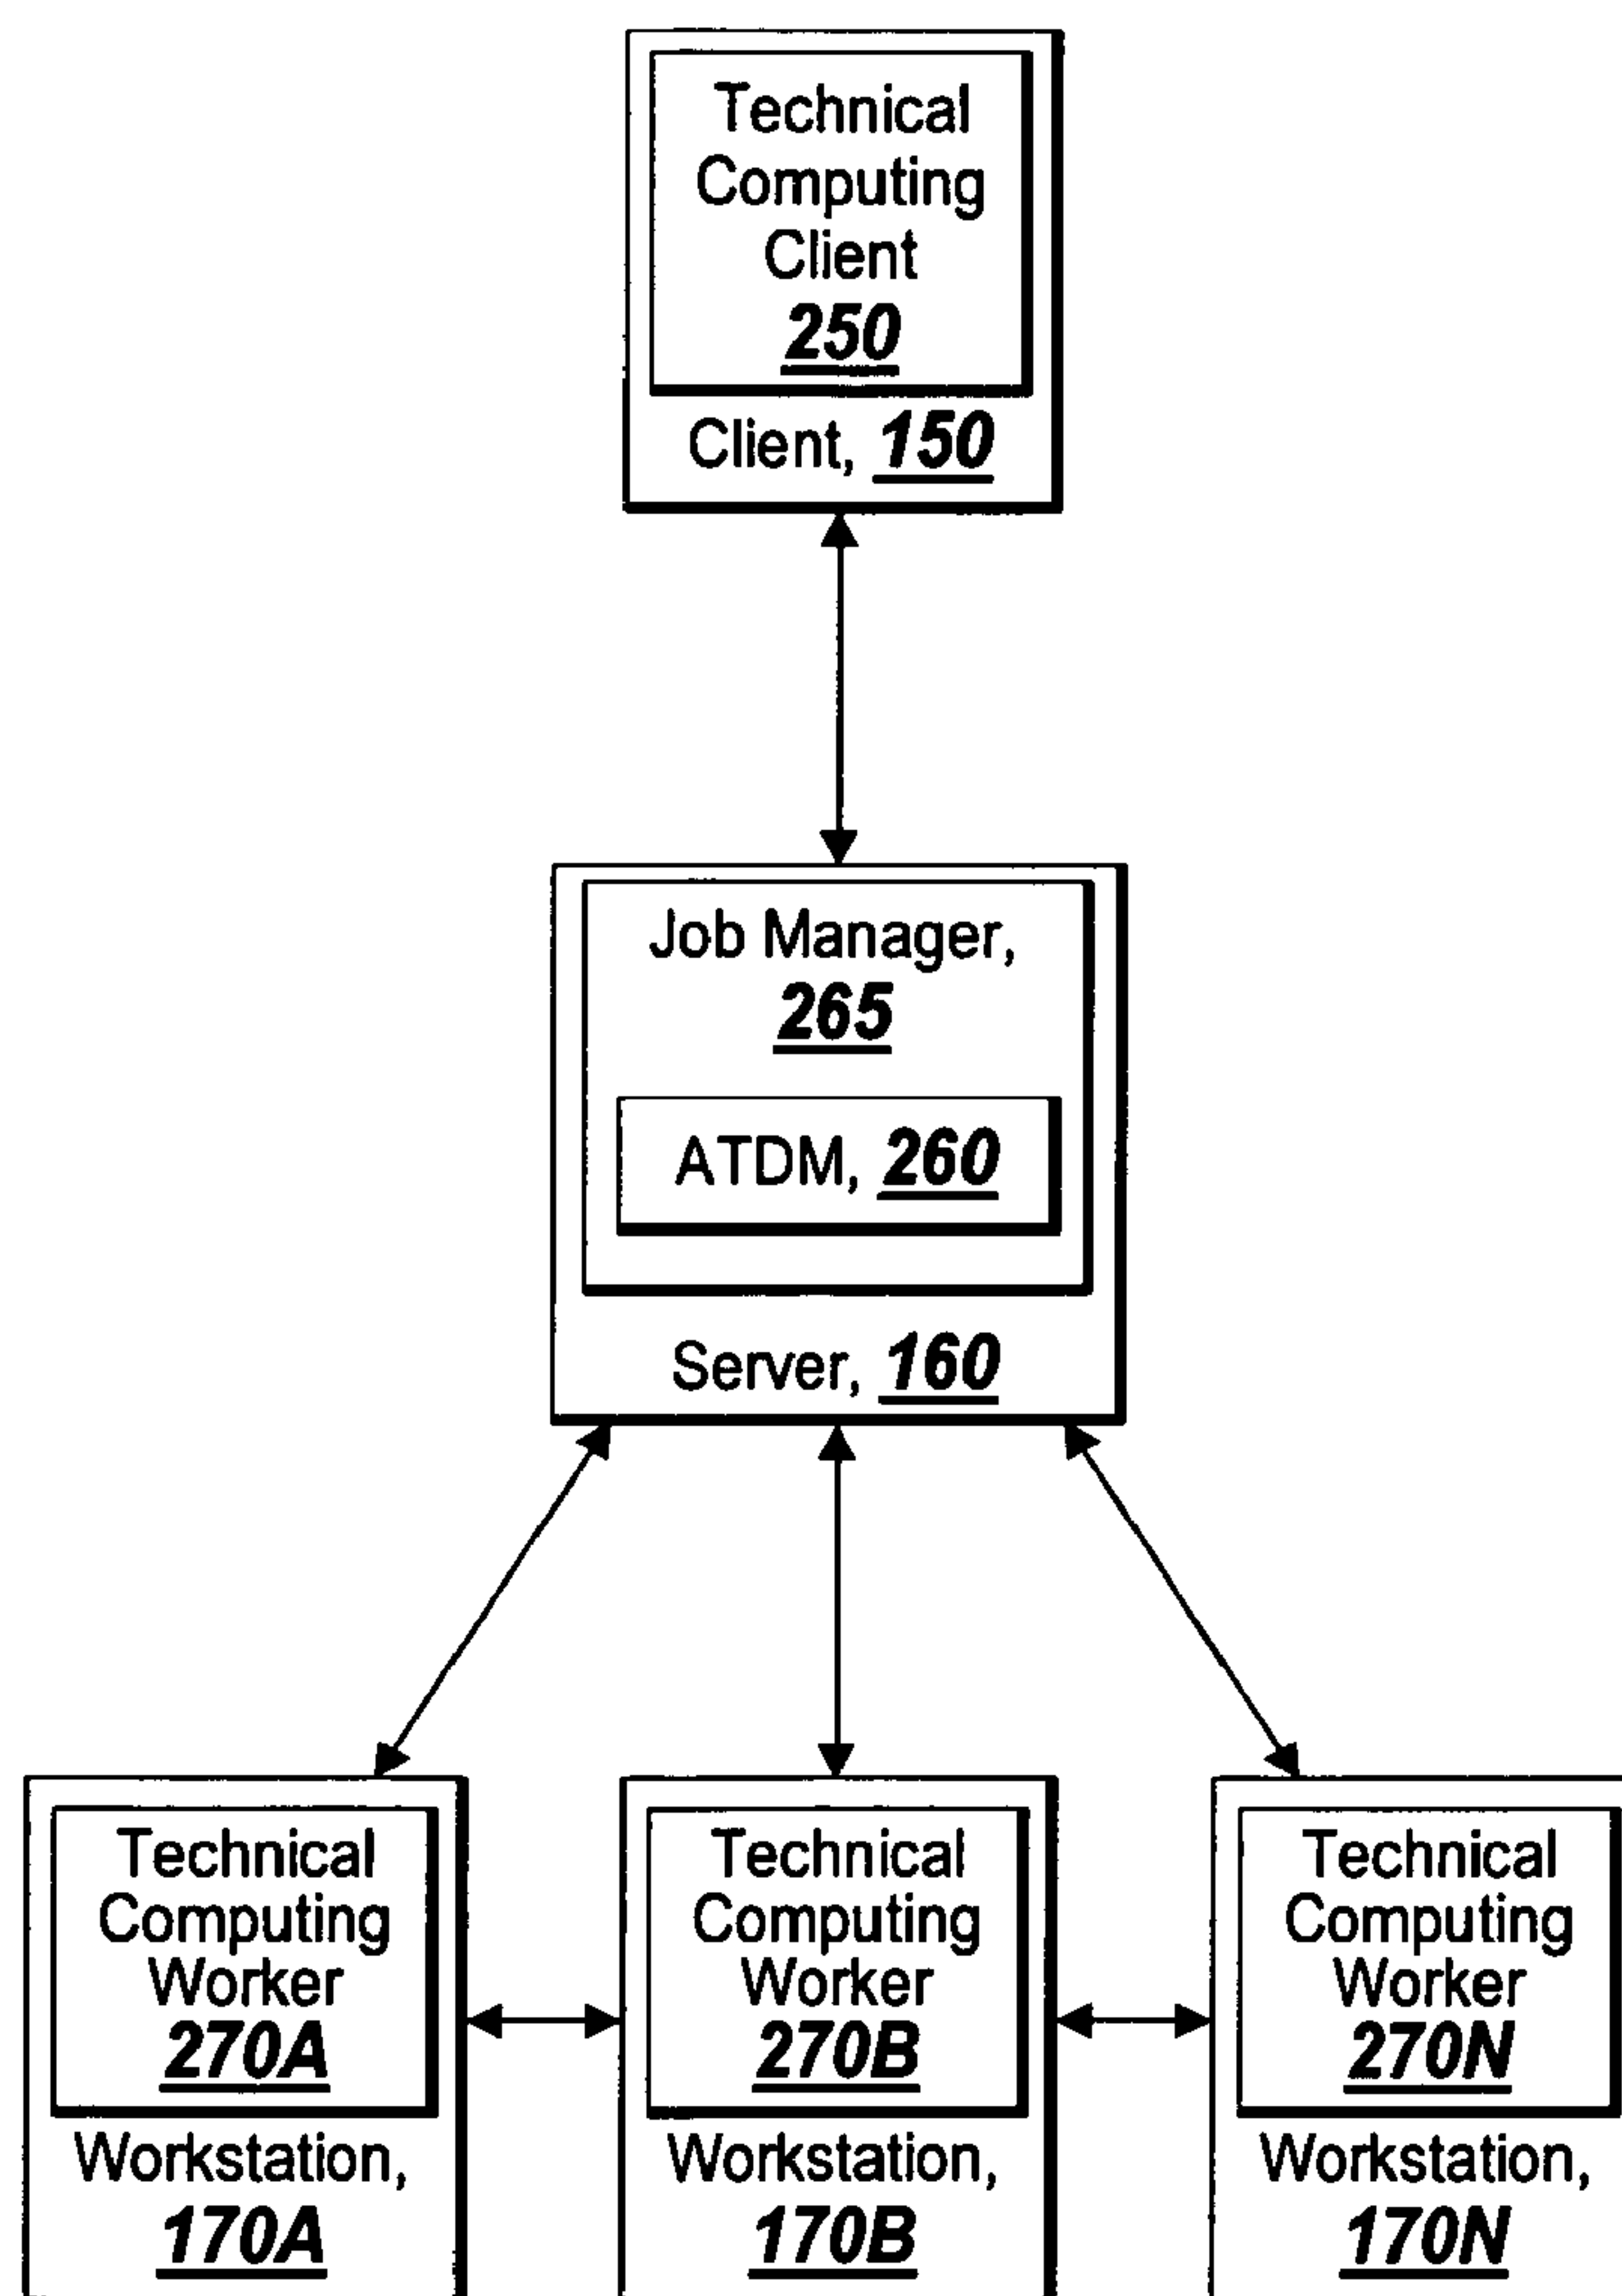 Technical
Computing
Client
250
Client, 150
Job Manager,
265
ATDM, 260
Server, 160
Technical
Computing
Worker
270A
Workstation,
170A
Technical
Computing
Worker
270B
Workstation,
170B
Technical
Computing
Worker
270N
Workstation,
170N